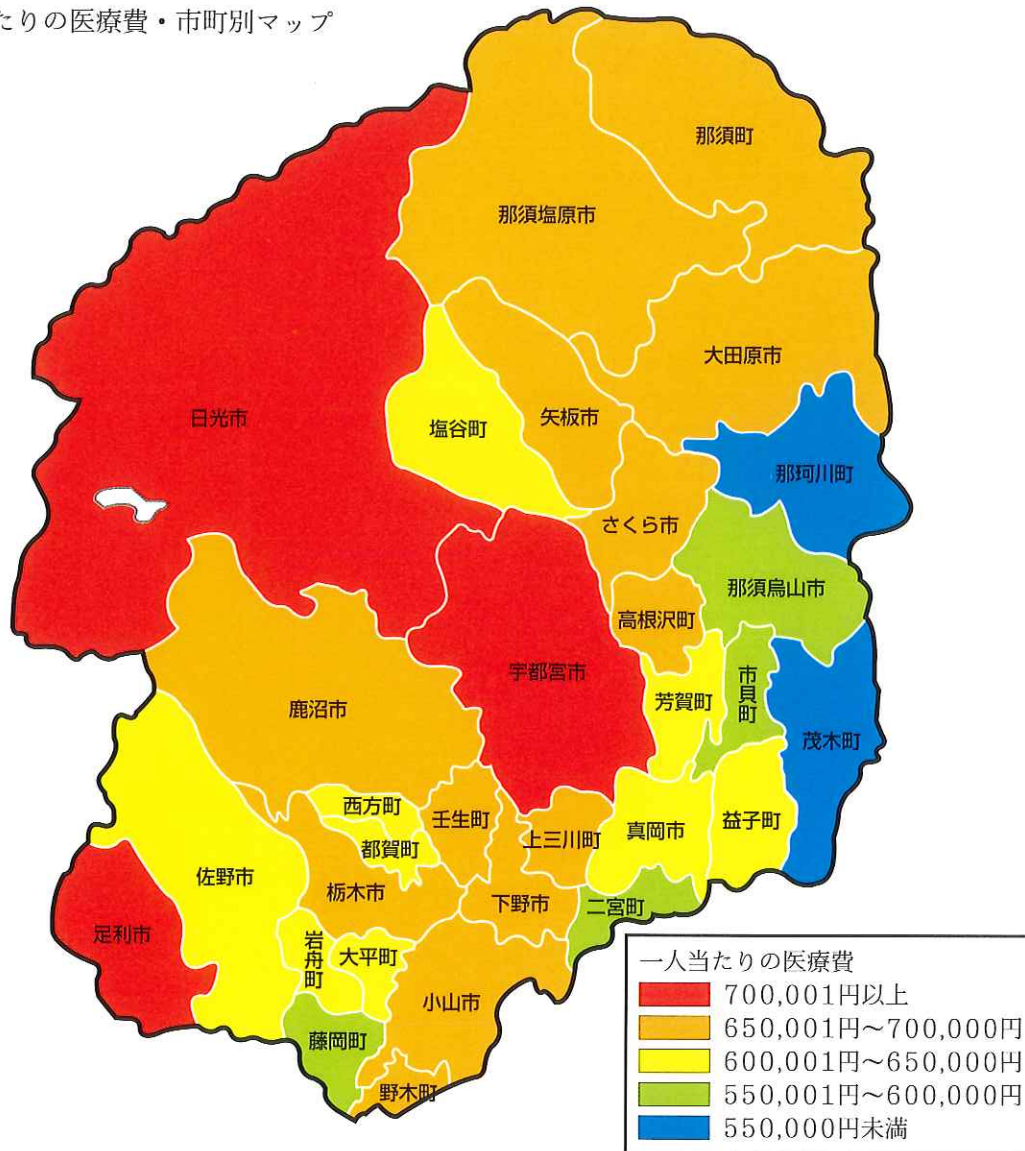 たりの医療費・市町別マップ
那須町
那須塩原市
大田原市
日光市
塩谷町
矢板市
那珂川町
さくら市
那須烏山市
高根沢町
宇都宮市
芳賀町
市貝町
鹿沼市
茂木町
西方町
壬生町
上三川町
真岡市
益子町
都賀町
佐野市
栃木市
下野市
二宮町
足利市
岩舟町
大平町
小山市
藤岡町
野木町
一人当たりの医療費
700,001円以上
650,001円～700,000円
600,001円～650,000円
550,001円～600,000円
550,000円未満